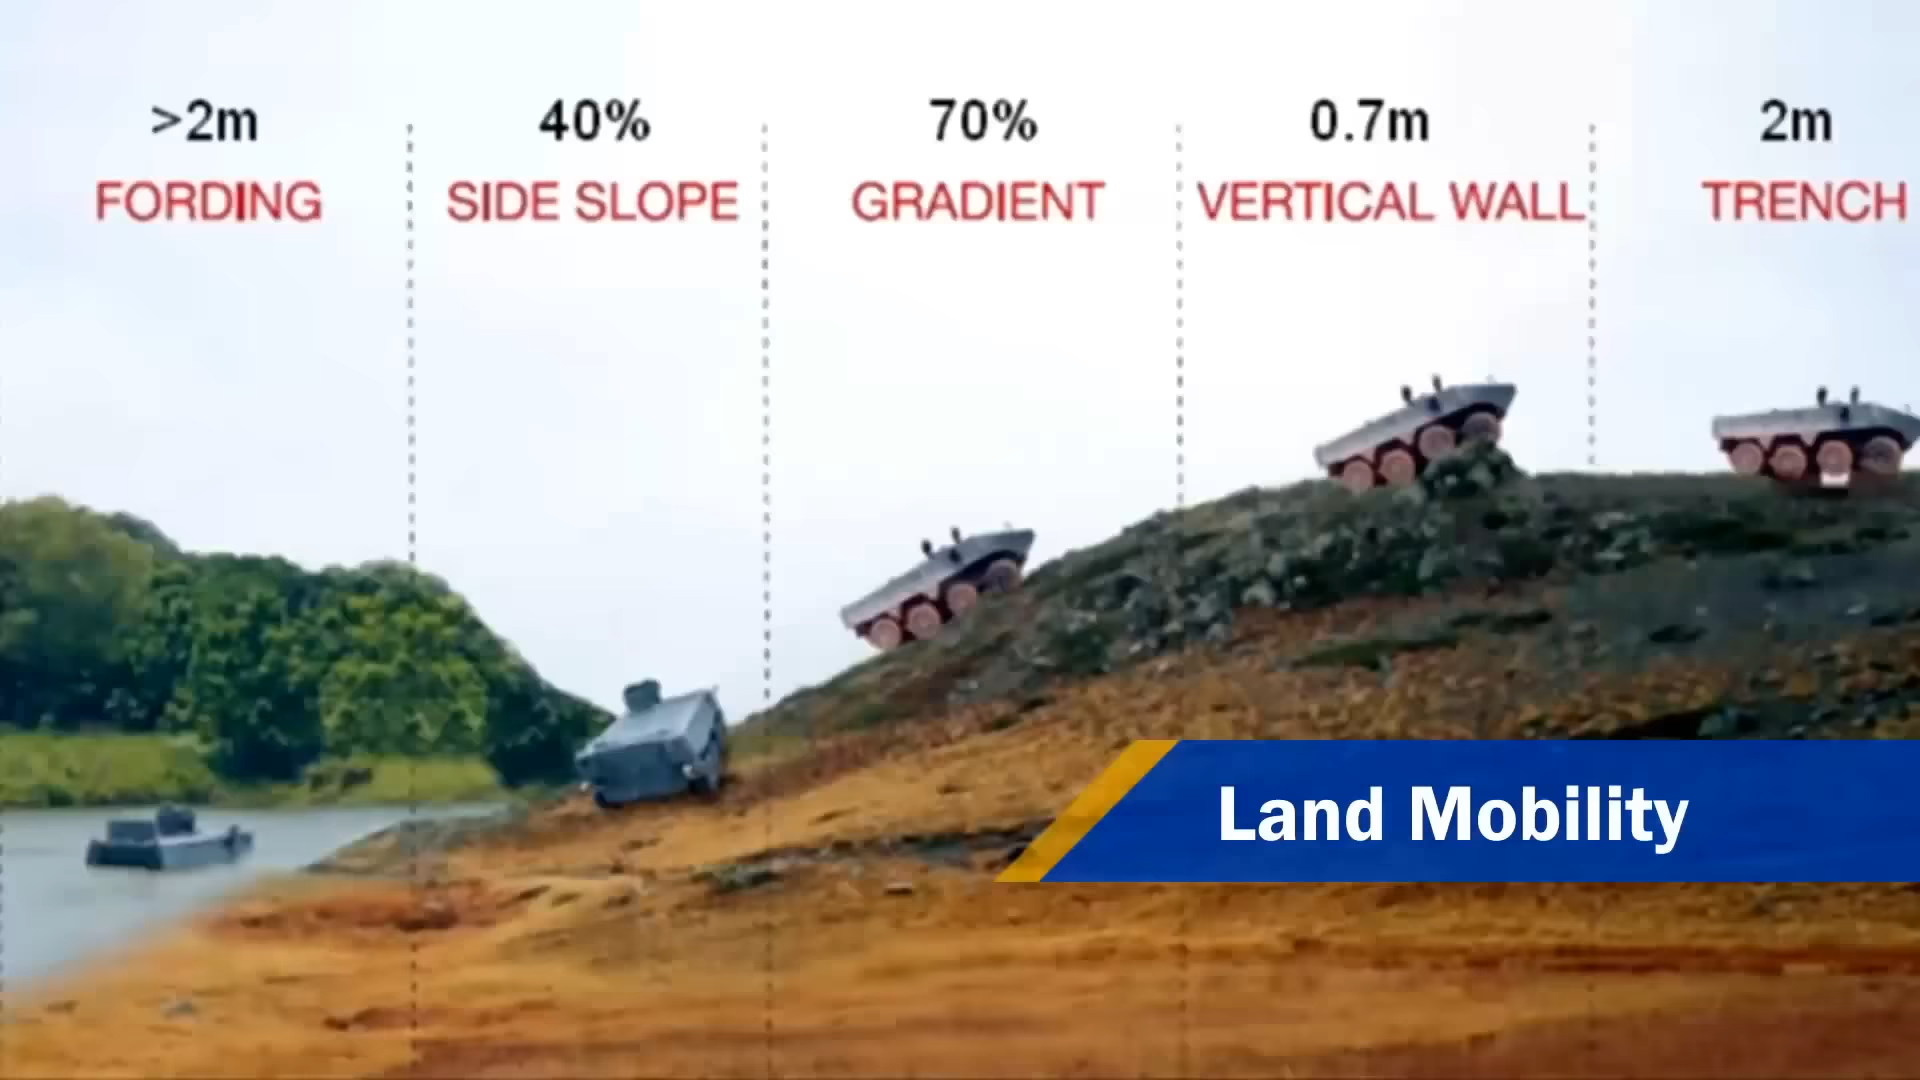 >2m
FORDING
40%
SIDE SLOPE
70%
GRADIENT
0.7m
VERTICAL WALL
2m
TRENCH
Land Mobility